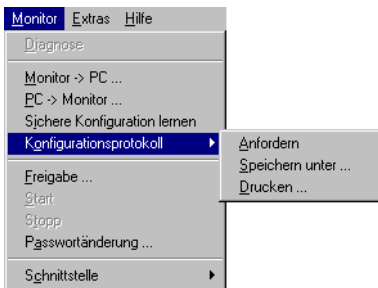 Monitor Extras Hilfe
Diagnose
Monitor -> PC ...
PC -> Monitor ...
Sichere Konfiguration lernen
Konfigurationsprotokoll
Anfordern
Speichern unter ...
Drucken ...
Freigabe ...
Start
Stopp
Passwortänderung ...
Schnittstelle